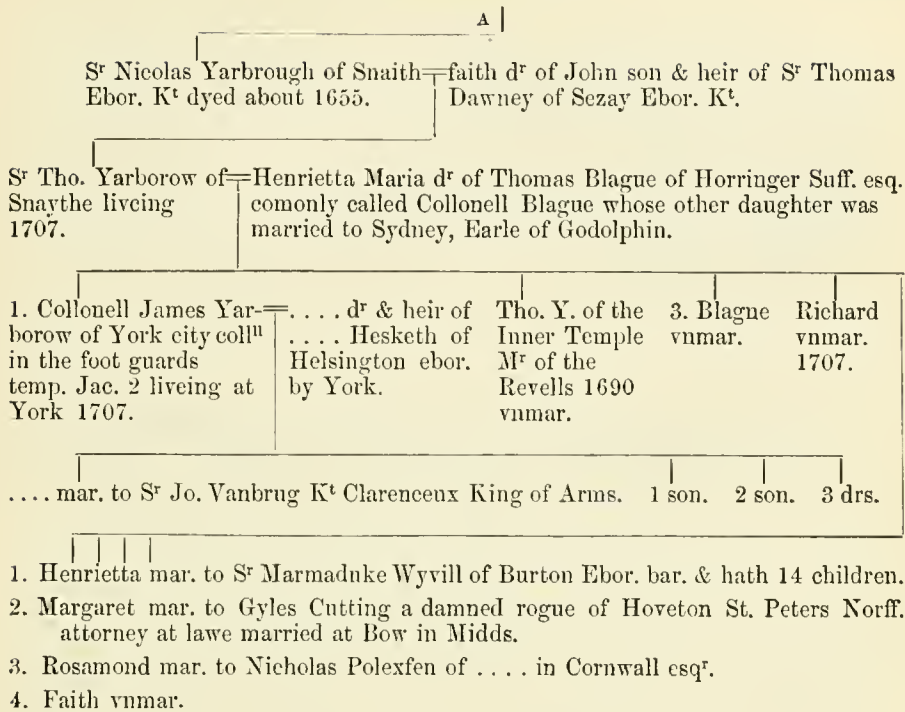 A
Sr Nicolas Yarbrough of Snaith=faith dr of John son & heir of Sr Thomas
Ebor. Kt dyed about 1655. Dawney of Sezay Ebor. Kt.
Sr Tho. Yarborow of=Henrietta Maria dr of Thomas Blague of Horringer Suff. esq.
Snaythe liveing comonly called Collonell Blague whose other daughter was
1707. married to Sydney, Earle of Godolphin.
1. Collonell James Yar-=.... dr & heir of Tho. Y. of the 3. Blague Richard
borow of York city colln .... Hesketh of Inner Temple vnmar. vnmar.
in the foot guards Helsington ebor. Mr of the 1707.
temp. Jac. 2 liveing at by York. Revells 1690
York 1707. vnmar.
.... mar. to Sr Jo. Vanbrug Kt Clarenceux King of Arms. 1 son. 2 son. 3 drs.
1. Henrietta mar. to Sr Marmaduke Wyvill of Burton Ebor. bar. & hath 14 children.
2. Margaret mar. to Gyles Cutting a damned rogue of Hoveton St. Peters Norff.
attorney at lawe married at Bow in Midds.
3. Rosamond mar. to Nicholas Polexfen of .... in Cornwall esqr.
4. Faith vnmar.